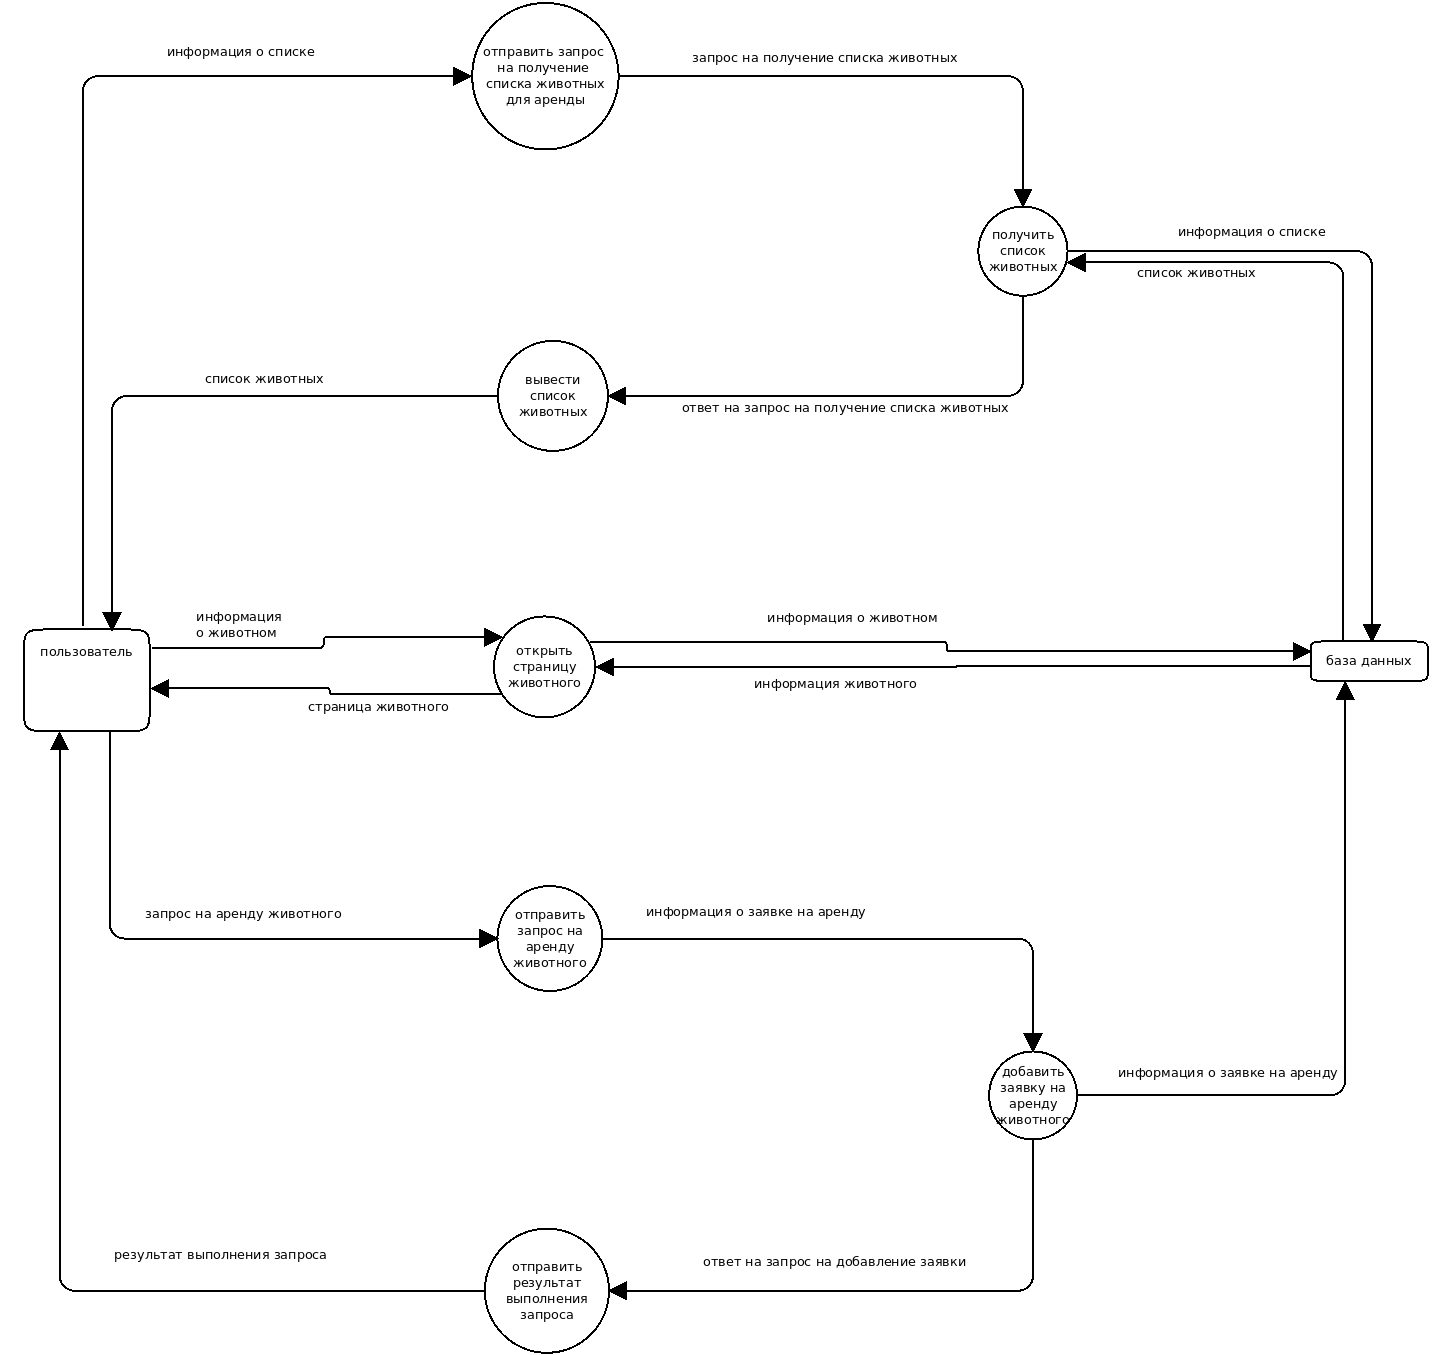 информация о списке
отправить запрос
на получение
списка животных
для аренды
запрос на получение списка животных
получить
список
животных
информация о списке
список животных
вывести
список
животных
список животных
ответ на запрос на получение списка животных
информация
о животном
пользователь
открыть
страницу
животного
информация о животном
база данных
информация животного
страница животного
запрос на аренду животного
отправить
запрос на
аренду
животного
информация о заявке на аренду
добавить
заявку на
аренду
животного
информация о заявке на аренду
результат выполнения запроса
отправить
результат
выполнения
запроса
ответ на запрос на добавление заявки